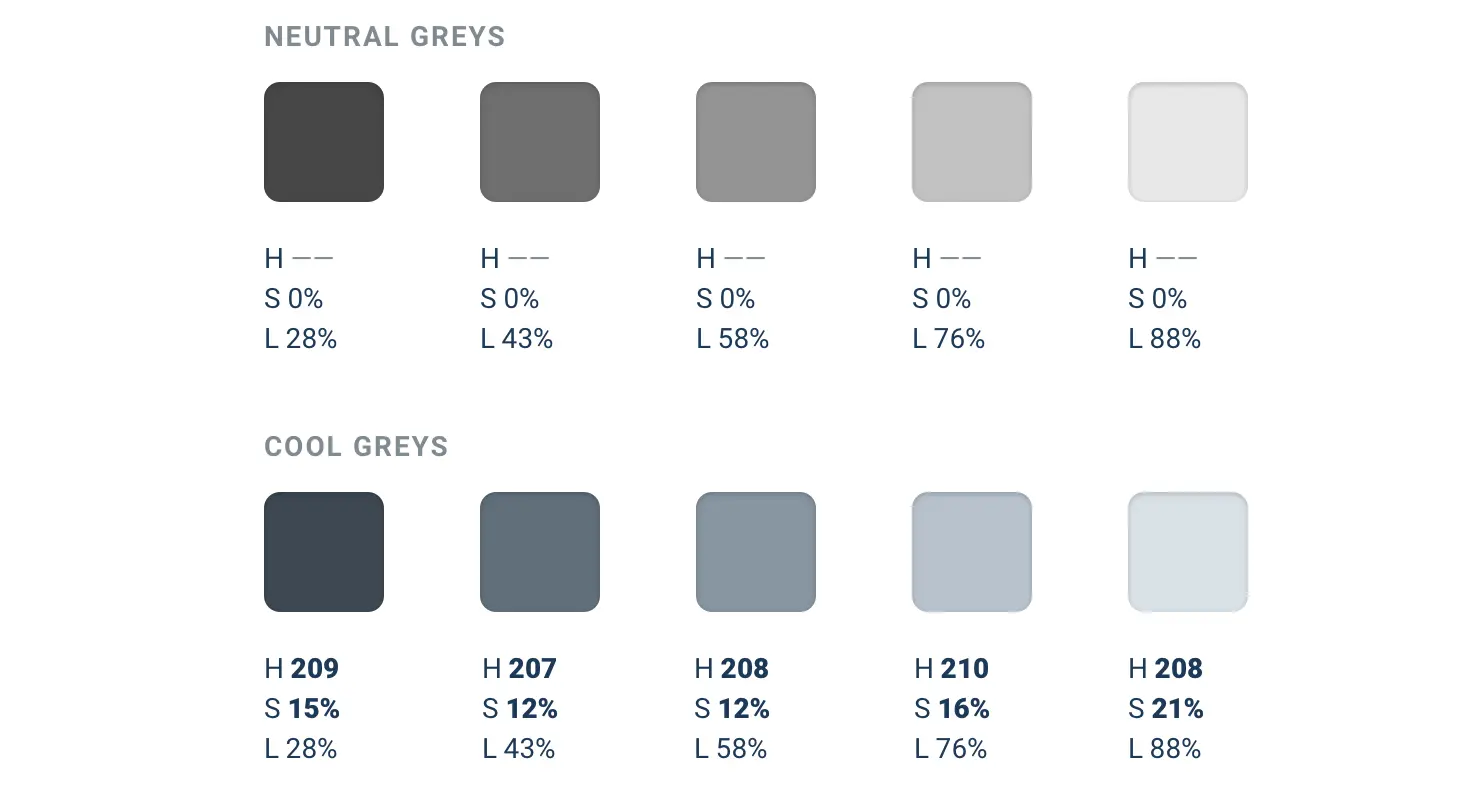 NEUTRAL GREYS
H —— H —— H —— H —— H ——
S 0% S 0% S 0% S 0% S 0%
L 28% L 43% L 58% L 76% L 88%
COOL GREYS
H 209 H 207 H 208 H 210 H 208
S 15% S 12% S 12% S 16% S 21%
L 28% L 43% L 58% L 76% L 88%